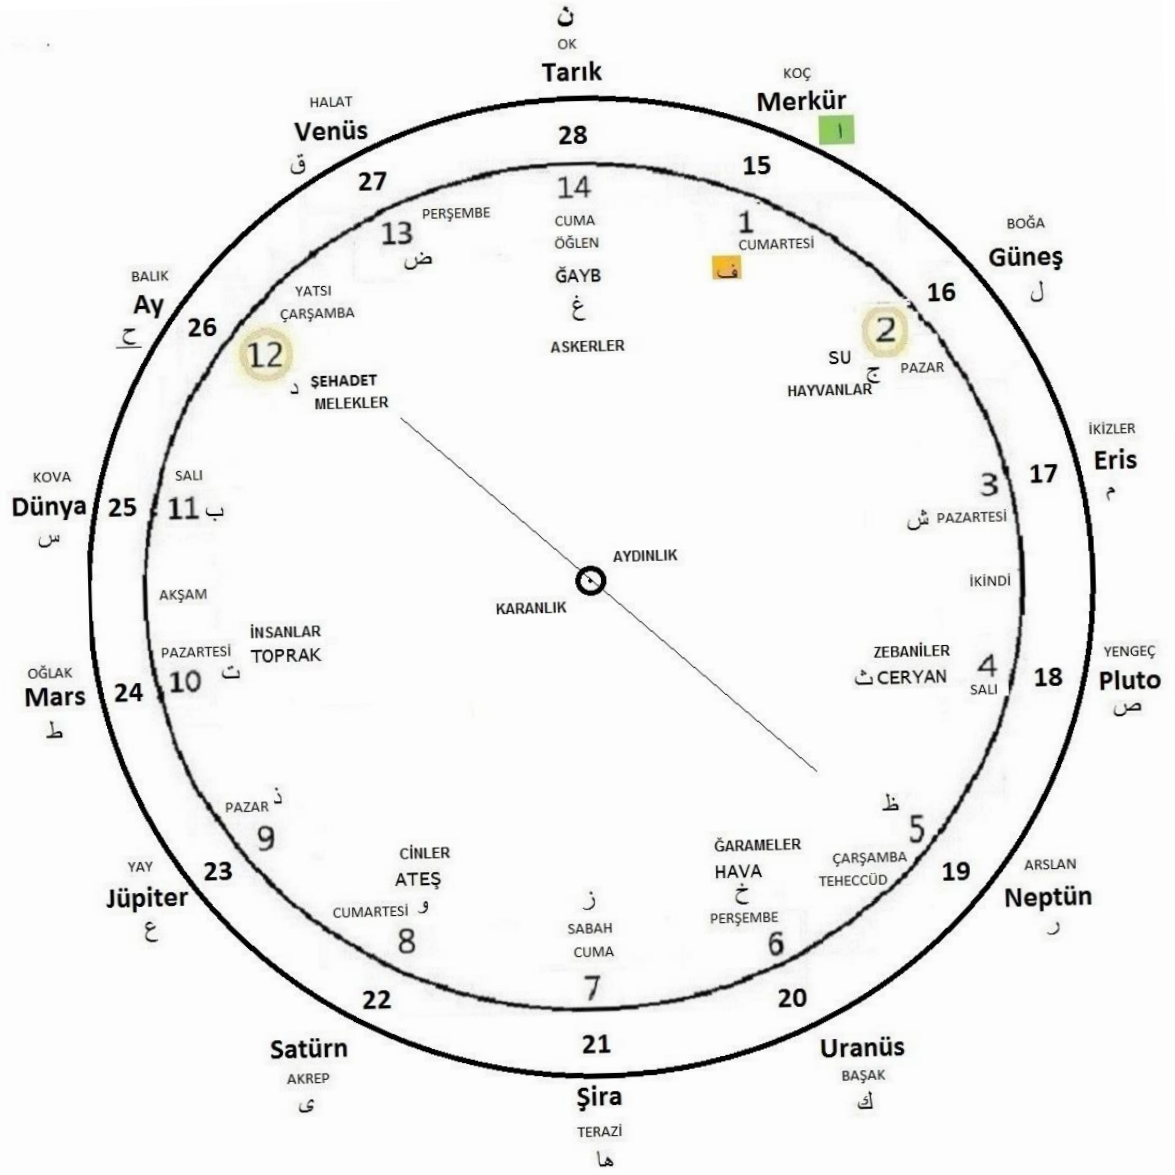 ن
OK
Tarık
28
14
CUMA
ÖĞLEN
ĞAYB
غ
ASKERLER
KOÇ
Merkür
ا
15
1
CUMARTESİ
ف
BOĞA
Güneş
ل
16
2
SU
ج
PAZAR
HAYVANLAR
İKİZLER
Eris
م
17
3
ش PAZARTESİ
İKİNDİ
YENGEÇ
Pluto
ص
18
4
ZEBANİLER
ث CERYAN
SALI
ARSLAN
Neptün
ر
19
ظ
5
ÇARŞAMBA
TEHECCÜD
Uranüs
BAŞAK
ك
20
ĞARAMELER
HAVA
خ
PERŞEMBE
6
Şira
TERAZİ
ها
21
ز
SABAH
CUMA
7
Satürn
AKREP
ى
22
CİNLER
ATEŞ
CUMARTESİ و
8
YAY
Jüpiter
ع
23
PAZAR ذ
9
OĞLAK
Mars
ط
24
İNSANLAR
TOPRAK
PAZARTESİ
10 ت
AKŞAM
KOVA
Dünya
س
25
SALI
11 ب
BALIK
Ay
ح
26
YATSI
ÇARŞAMBA
12
د ŞEHADET
MELEKLER
HALAT
Venüs
ق
27
PERŞEMBE
13
ض
AYDINLIK
KARANLIK